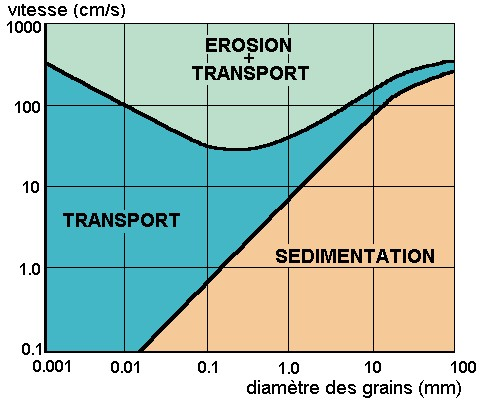 vitesse (cm/s)
1000
100
10
1.0
0.1
EROSION
+
TRANSPORT
TRANSPORT
SEDIMENTATION
0.001 0.01 0.1 1.0 10 100
diamètre des grains (mm)